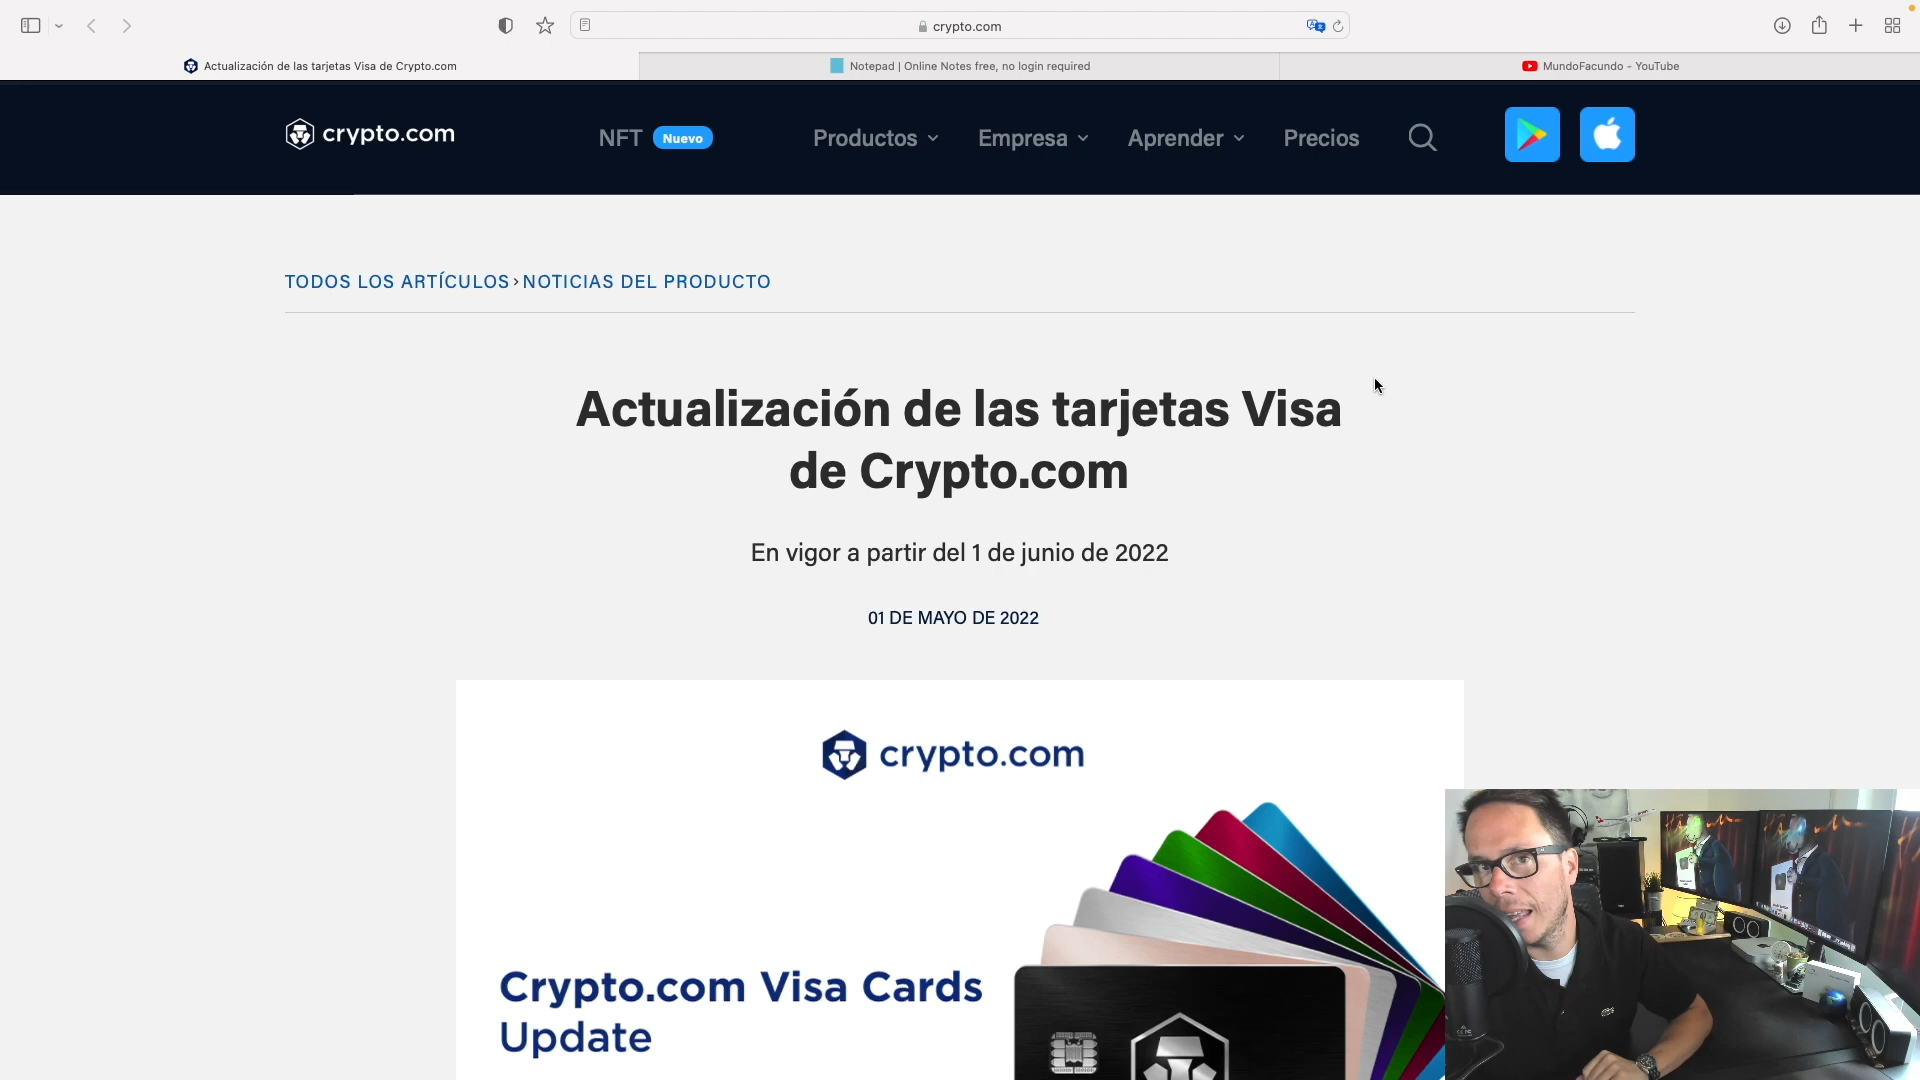 crypto.com
Actualización de las tarjetas Visa de Crypto.com
Notepad | Online Notes free, no login required
MundoFacundo - YouTube
crypto.com
NFT
Nuevo
Productos
Empresa
Aprender
Precios
TODOS LOS ARTÍCULOS › NOTICIAS DEL PRODUCTO
Actualización de las tarjetas Visa
de Crypto.com
En vigor a partir del 1 de junio de 2022
01 DE MAYO DE 2022
crypto.com
Crypto.com Visa Cards
Update